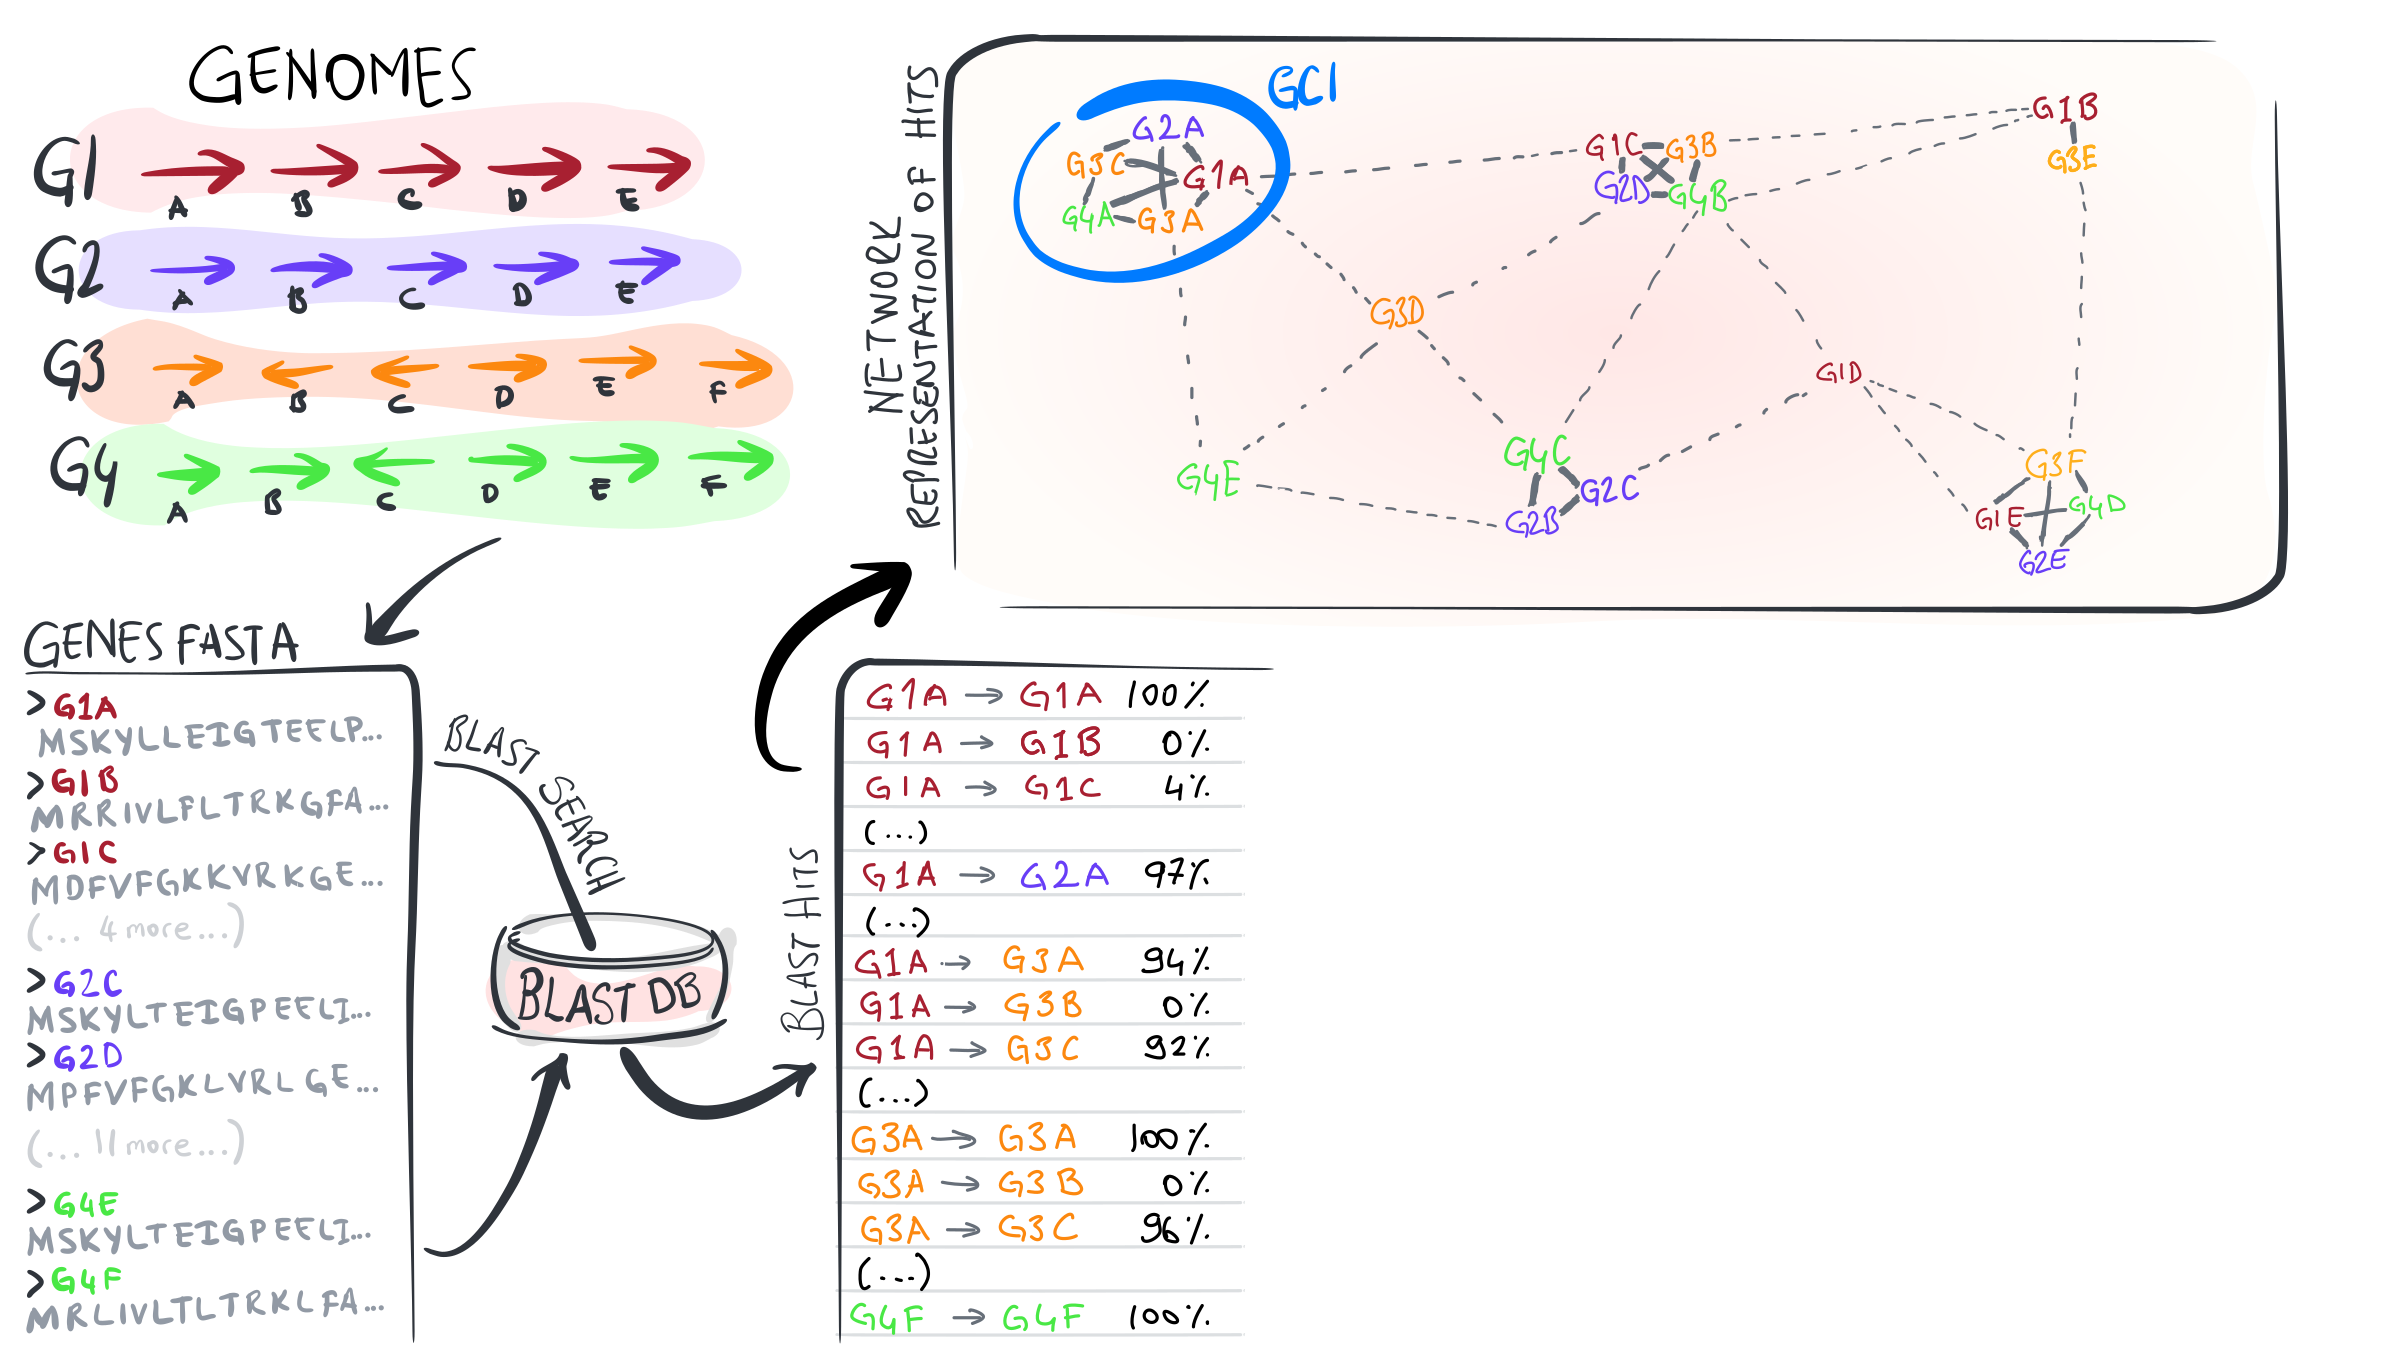 GENOMES
G1
A B C D E
G2
A B C D E
G3
A B C D E F
G4
A B C D E F
GENES FASTA
>G1A
MSKYLLEIGTEELP...
>G1B
MRRIVLFLTRKGFA...
>G1C
MDFVFGKKVRKGE...
(... 4 more...)
>G2C
MSKYLTEIGPEELI...
>G2D
MPFVFGKLVRLGE...
(... 11 more...)
>G4E
MSKYLTEIGPEELI...
>G4F
MRLIVLTLTRKLFA...
BLAST SEARCH
BLAST DB
BLAST HITS
G1A → G1A 100%
G1A → G1B 0%
G1A → G1C 4%
(...)
G1A → G2A 97%
(...)
G1A → G3A 94%
G1A → G3B 0%
G1A → G3C 92%
(...)
G3A → G3A 100%
G3A → G3B 0%
G3A → G3C 96%
(...)
G4F → G4F 100%
NETWORK
REPRESENTATION OF HITS
GC1
G2A
G3C
G1A
G4A
G3A
G1C G3B
G2D G4B
G1B
G3E
G3D
G1D
G4E
G4C
G2C
G2B
G3F
G1E
G4D
G2E